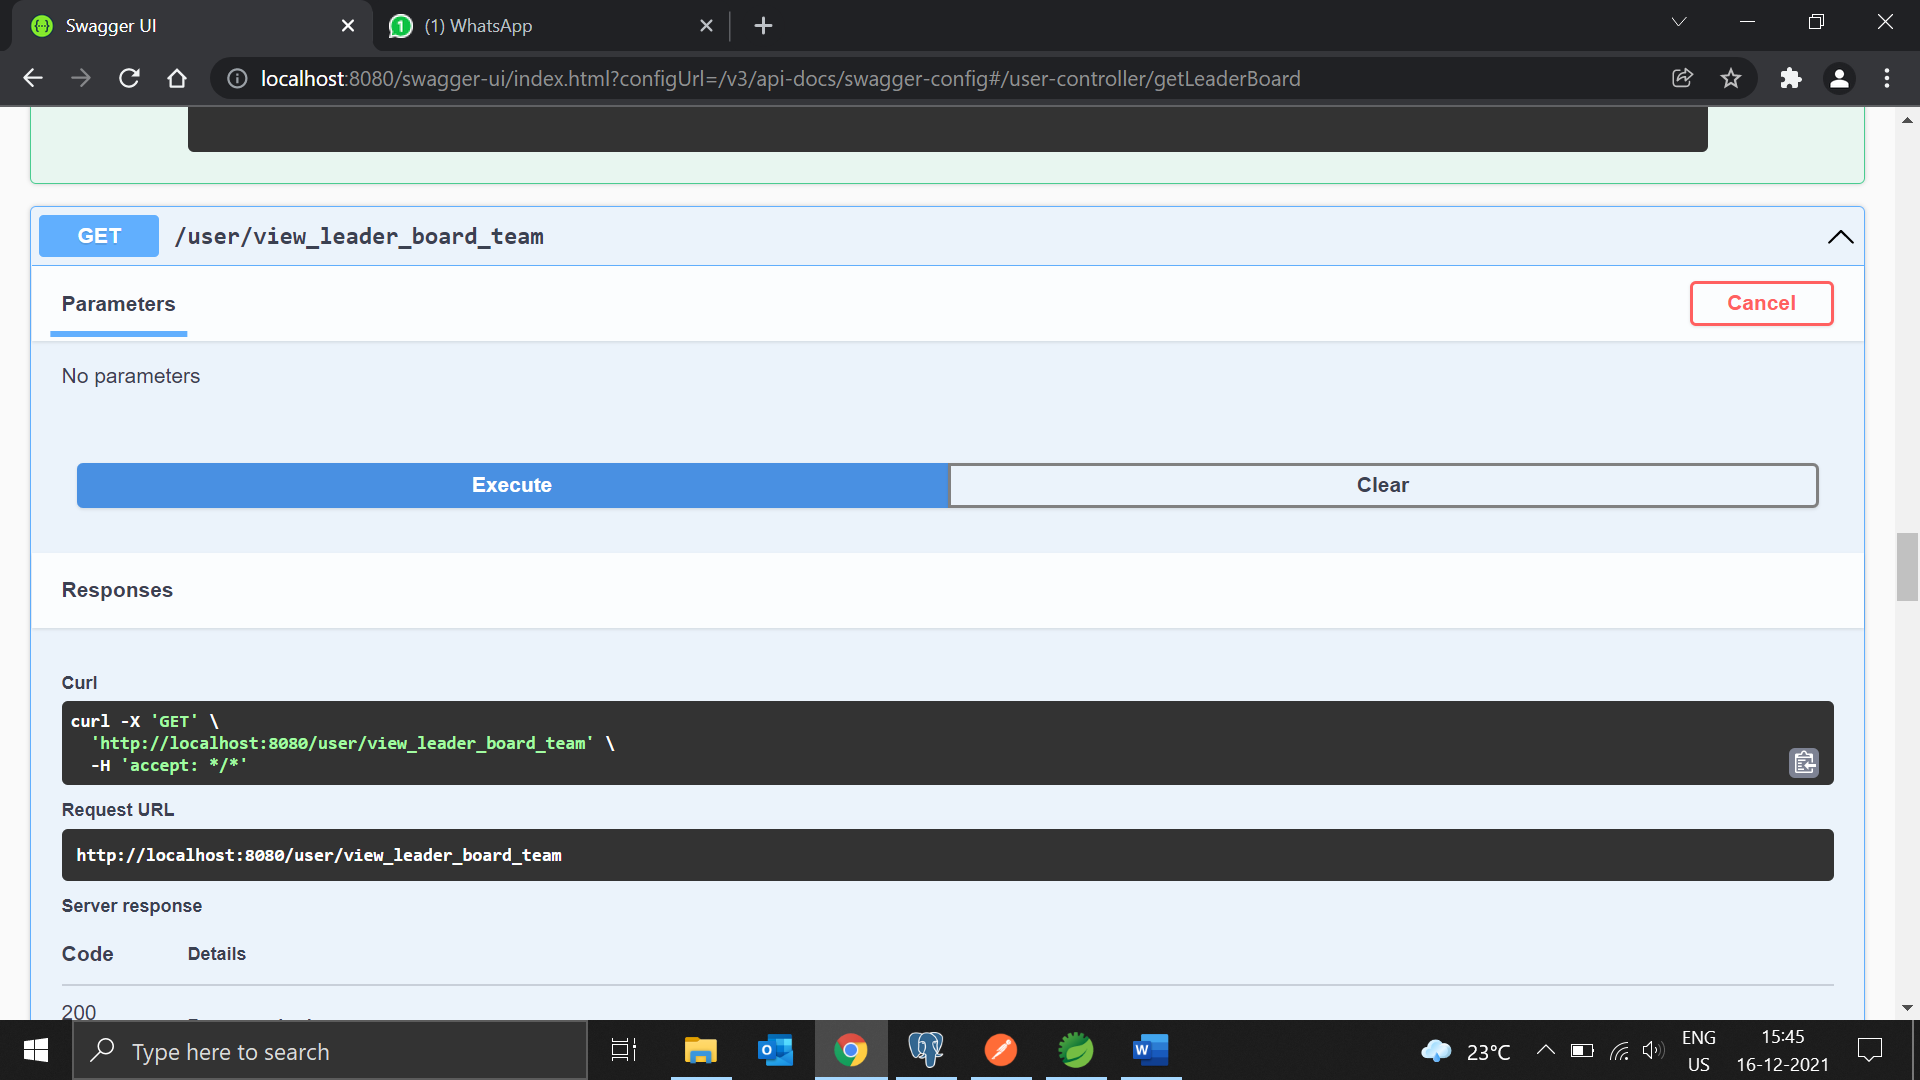 Swagger UI
(1) WhatsApp
localhost:8080/swagger-ui/index.html?configUrl=/v3/api-docs/swagger-config#/user-controller/getLeaderBoard
GET /user/view_leader_board_team
Parameters
Cancel
No parameters
Execute
Clear
Responses
Curl
curl -X 'GET' \
'http://localhost:8080/user/view_leader_board_team' \
-H 'accept: */*'
Request URL
http://localhost:8080/user/view_leader_board_team
Server response
Code Details
200
Type here to search
23°C
ENG
US
15:45
16-12-2021